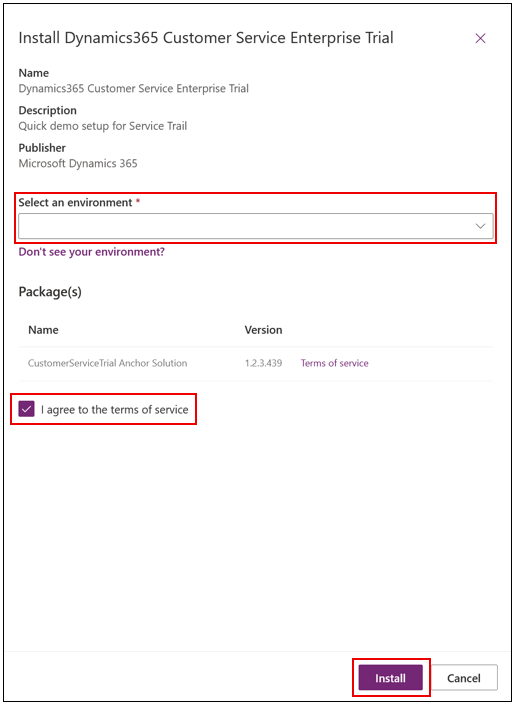 Install Dynamics365 Customer Service Enterprise Trial
Name
Dynamics365 Customer Service Enterprise Trial
Description
Quick demo setup for Service Trail
Publisher
Microsoft Dynamics 365
Select an environment *
Don't see your environment?
Package(s)
Name Version
CustomerServiceTrial Anchor Solution 1.2.3.439 Terms of service
I agree to the terms of service
Install Cancel